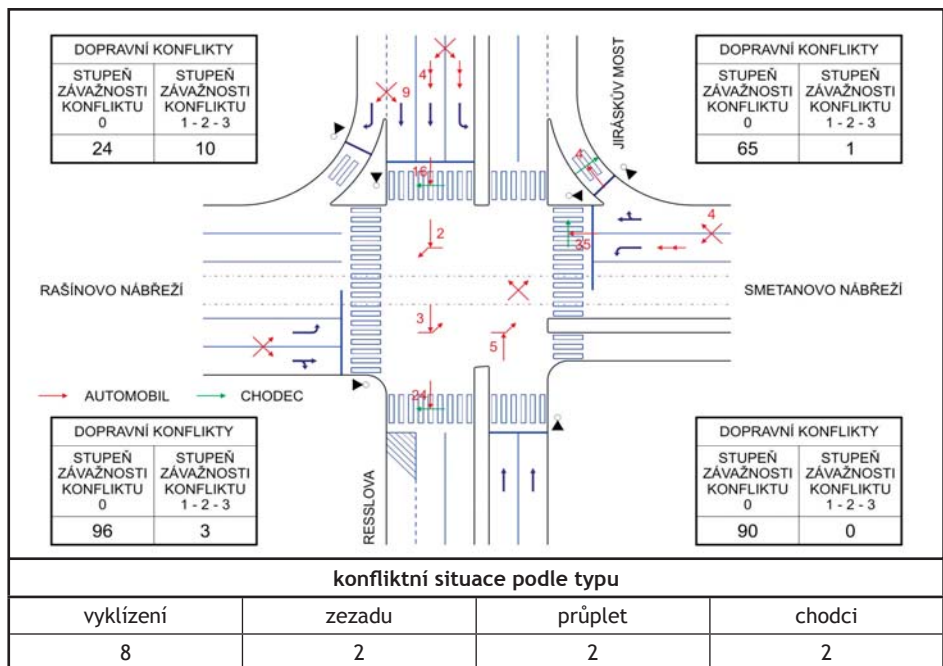 DOPRAVNÍ KONFLIKTY
STUPEŇ ZÁVAŽNOSTI KONFLIKTU 0
STUPEŇ ZÁVAŽNOSTI KONFLIKTU 1 - 2 - 3
24
10
DOPRAVNÍ KONFLIKTY
STUPEŇ ZÁVAŽNOSTI KONFLIKTU 0
STUPEŇ ZÁVAŽNOSTI KONFLIKTU 1 - 2 - 3
65
1
JIRÁSKŮV MOST
4
9
4
16
4
2
35
RAŠÍNOVO NÁBŘEŽÍ
SMETANOVO NÁBŘEŽÍ
3
5
AUTOMOBIL
CHODEC
24
DOPRAVNÍ KONFLIKTY
STUPEŇ ZÁVAŽNOSTI KONFLIKTU 0
STUPEŇ ZÁVAŽNOSTI KONFLIKTU 1 - 2 - 3
96
3
RESSLOVA
DOPRAVNÍ KONFLIKTY
STUPEŇ ZÁVAŽNOSTI KONFLIKTU 0
STUPEŇ ZÁVAŽNOSTI KONFLIKTU 1 - 2 - 3
90
0
konfliktní situace podle typu
vyklízení zezadu průplet chodci
8 2 2 2